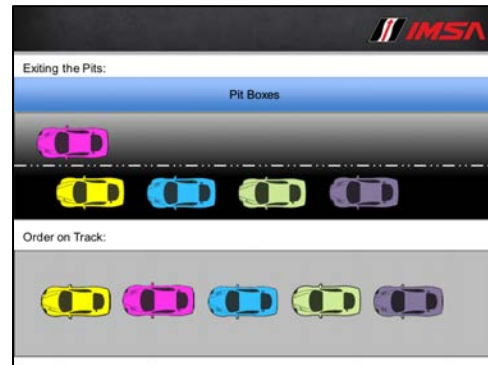 IMSA
Exiting the Pits:
Pit Boxes
Order on Track: